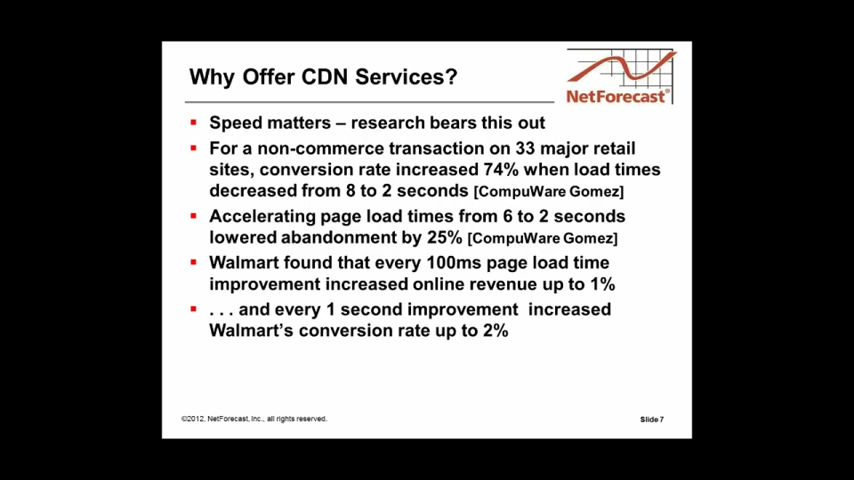 Why Offer CDN Services?
NetForecast®
▪ Speed matters – research bears this out
▪ For a non-commerce transaction on 33 major retail
sites, conversion rate increased 74% when load times
decreased from 8 to 2 seconds [CompuWare Gomez]
▪ Accelerating page load times from 6 to 2 seconds
lowered abandonment by 25% [CompuWare Gomez]
▪ Walmart found that every 100ms page load time
improvement increased online revenue up to 1%
▪ . . . and every 1 second improvement  increased
Walmart's conversion rate up to 2%
©2012, NetForecast, Inc., all rights reserved.
Slide 7